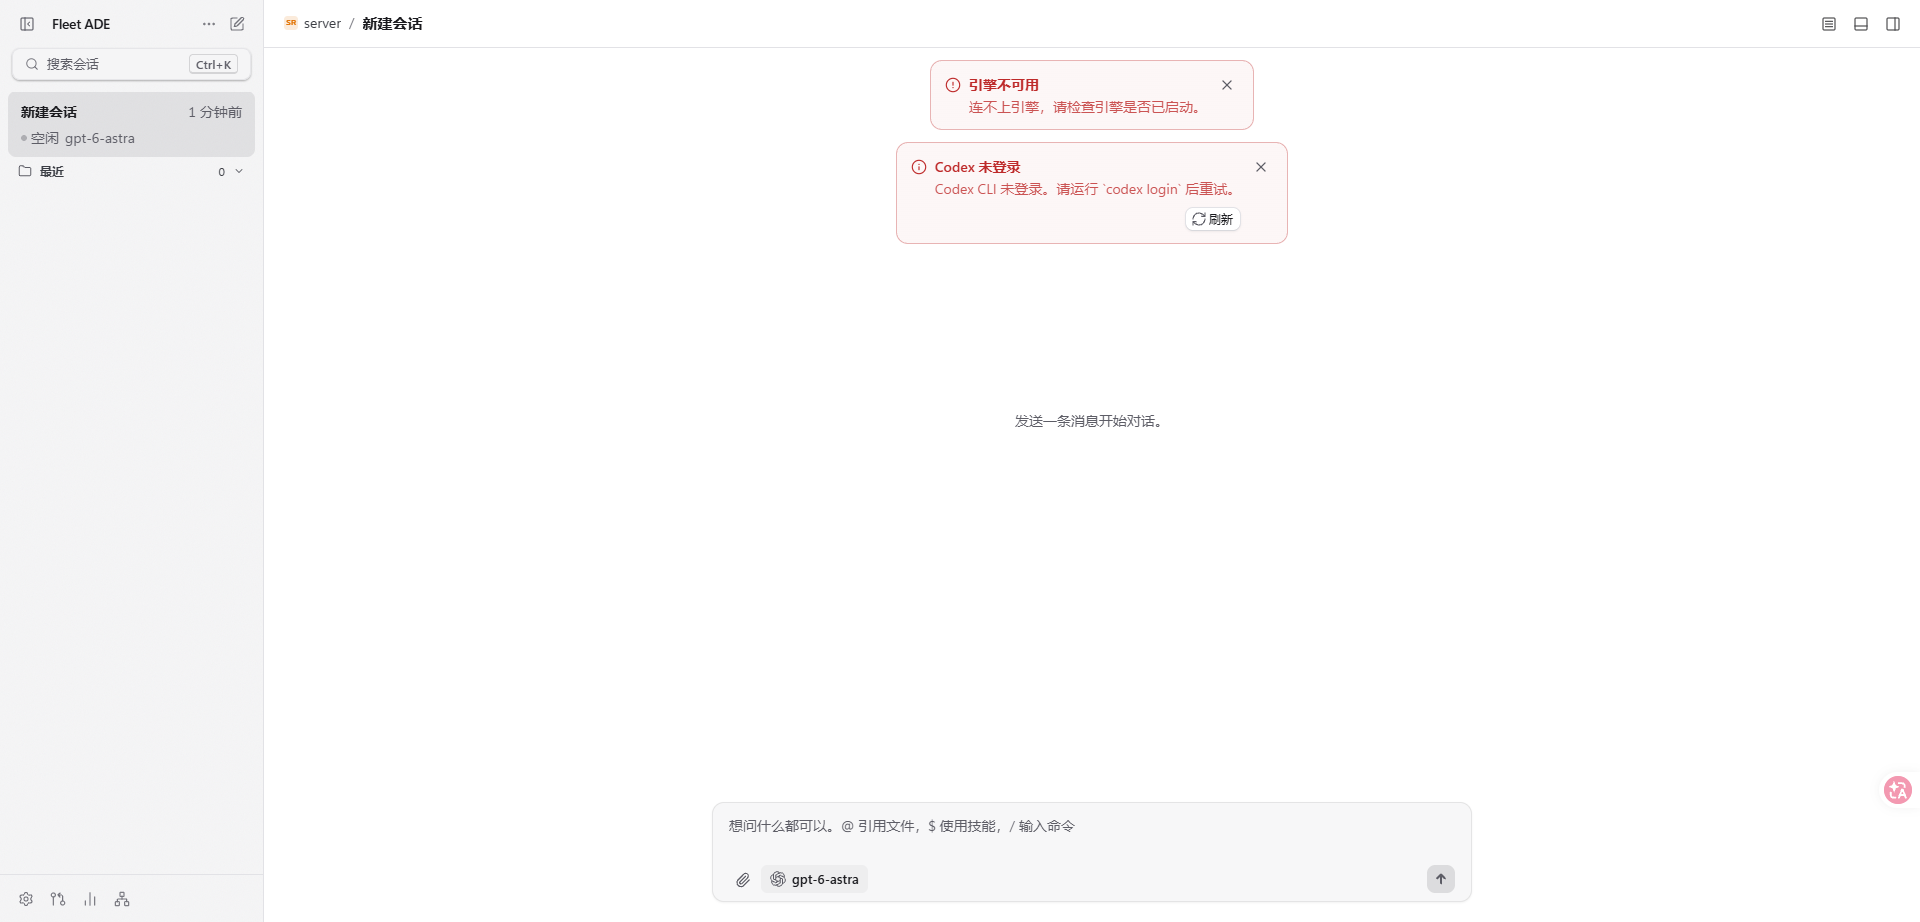 Fleet ADE
搜索会话 Ctrl+K
新建会话 1 分钟前
空闲 gpt-6-astra
最近 0
SR server / 新建会话
引擎不可用
连不上引擎，请检查引擎是否已启动。
Codex 未登录
Codex CLI 未登录。请运行 `codex login` 后重试。
刷新
发送一条消息开始对话。
想问什么都可以。@ 引用文件，$ 使用技能，/ 输入命令
gpt-6-astra